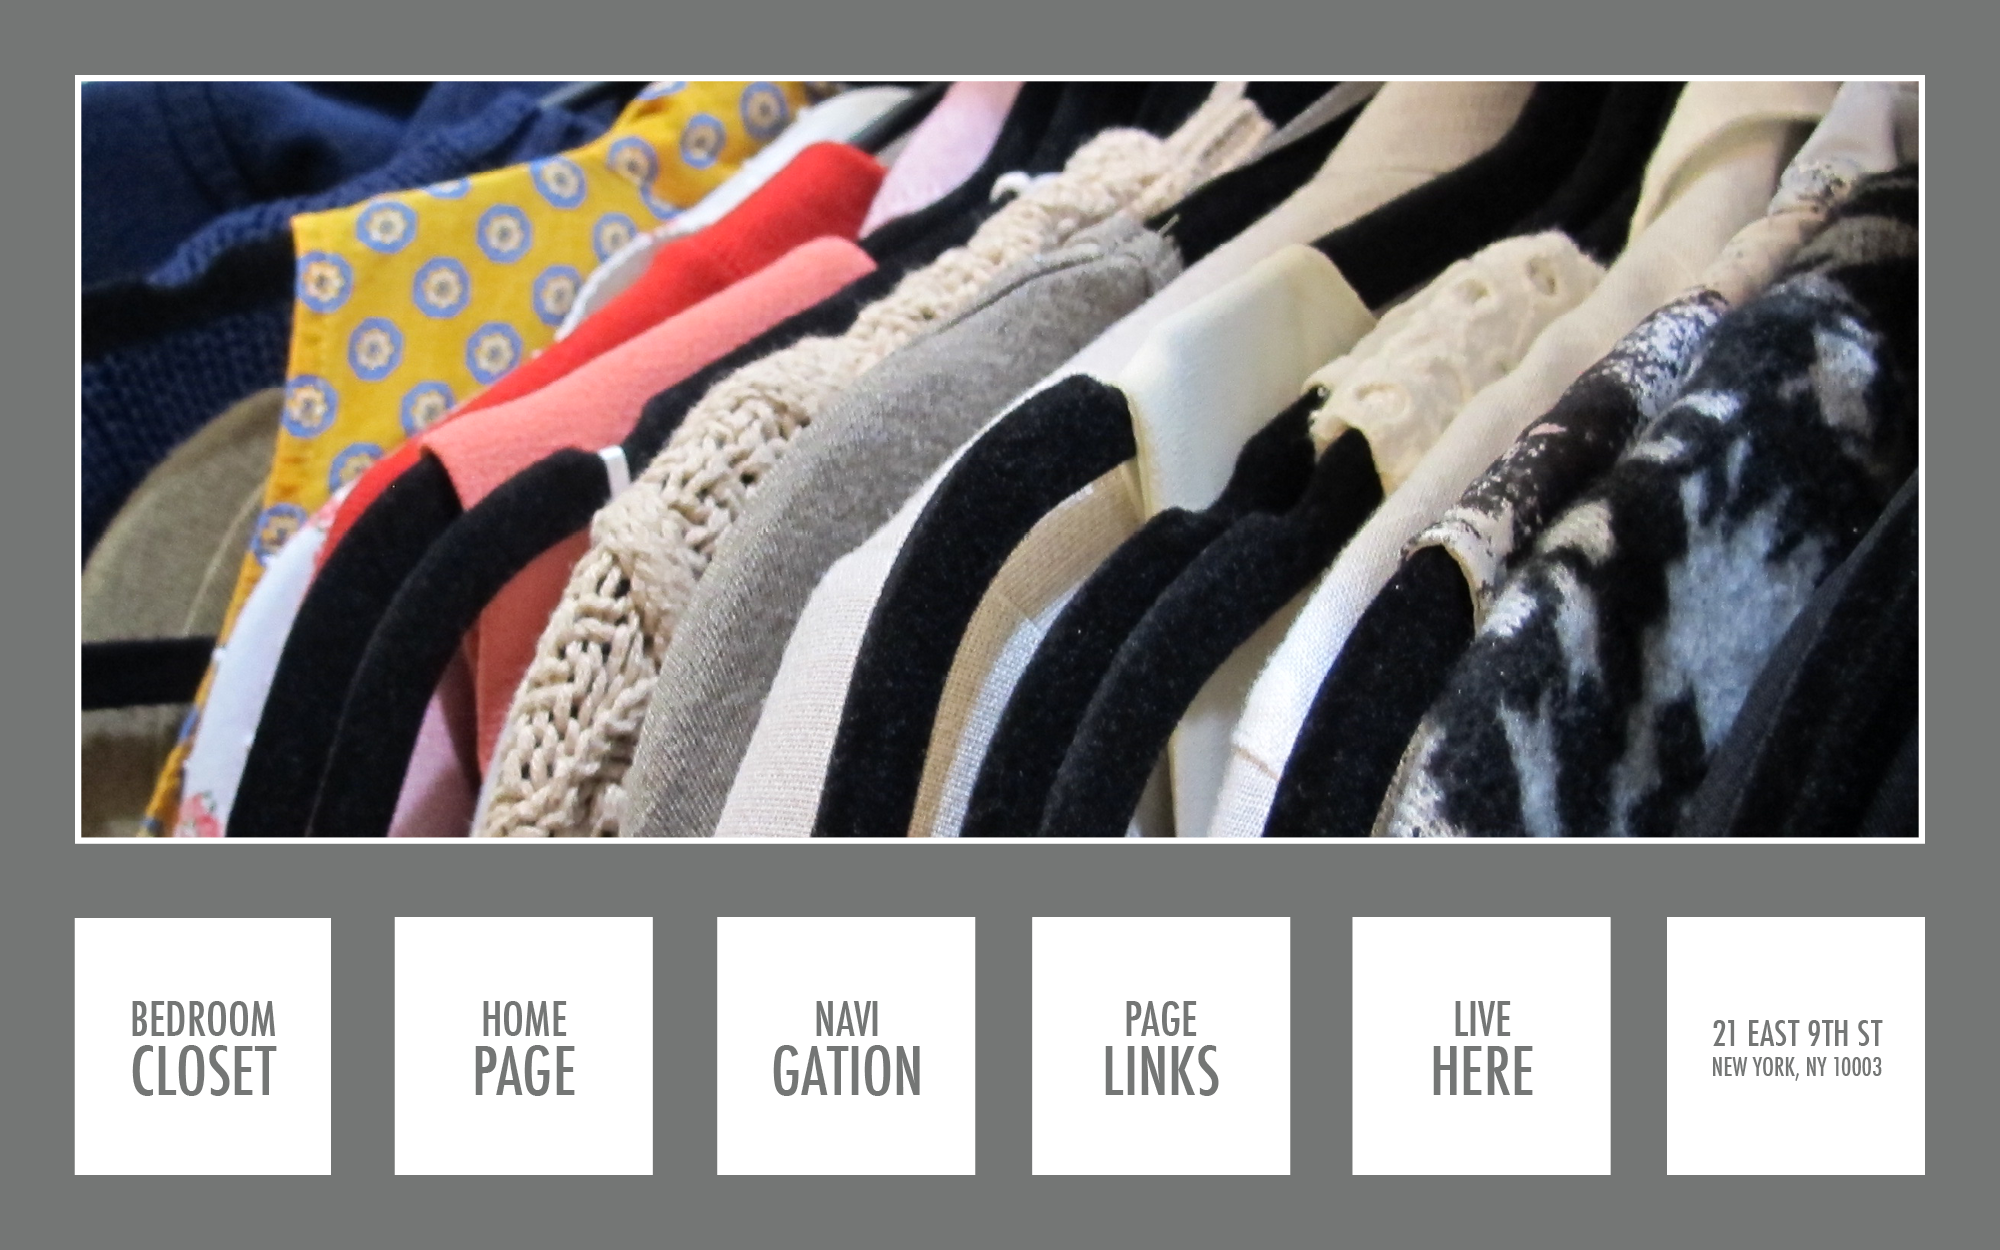 BEDROOM
CLOSET
HOME
PAGE
NAVI
GATION
PAGE
LINKS
LIVE
HERE
21 EAST 9TH ST
NEW YORK, NY 10003